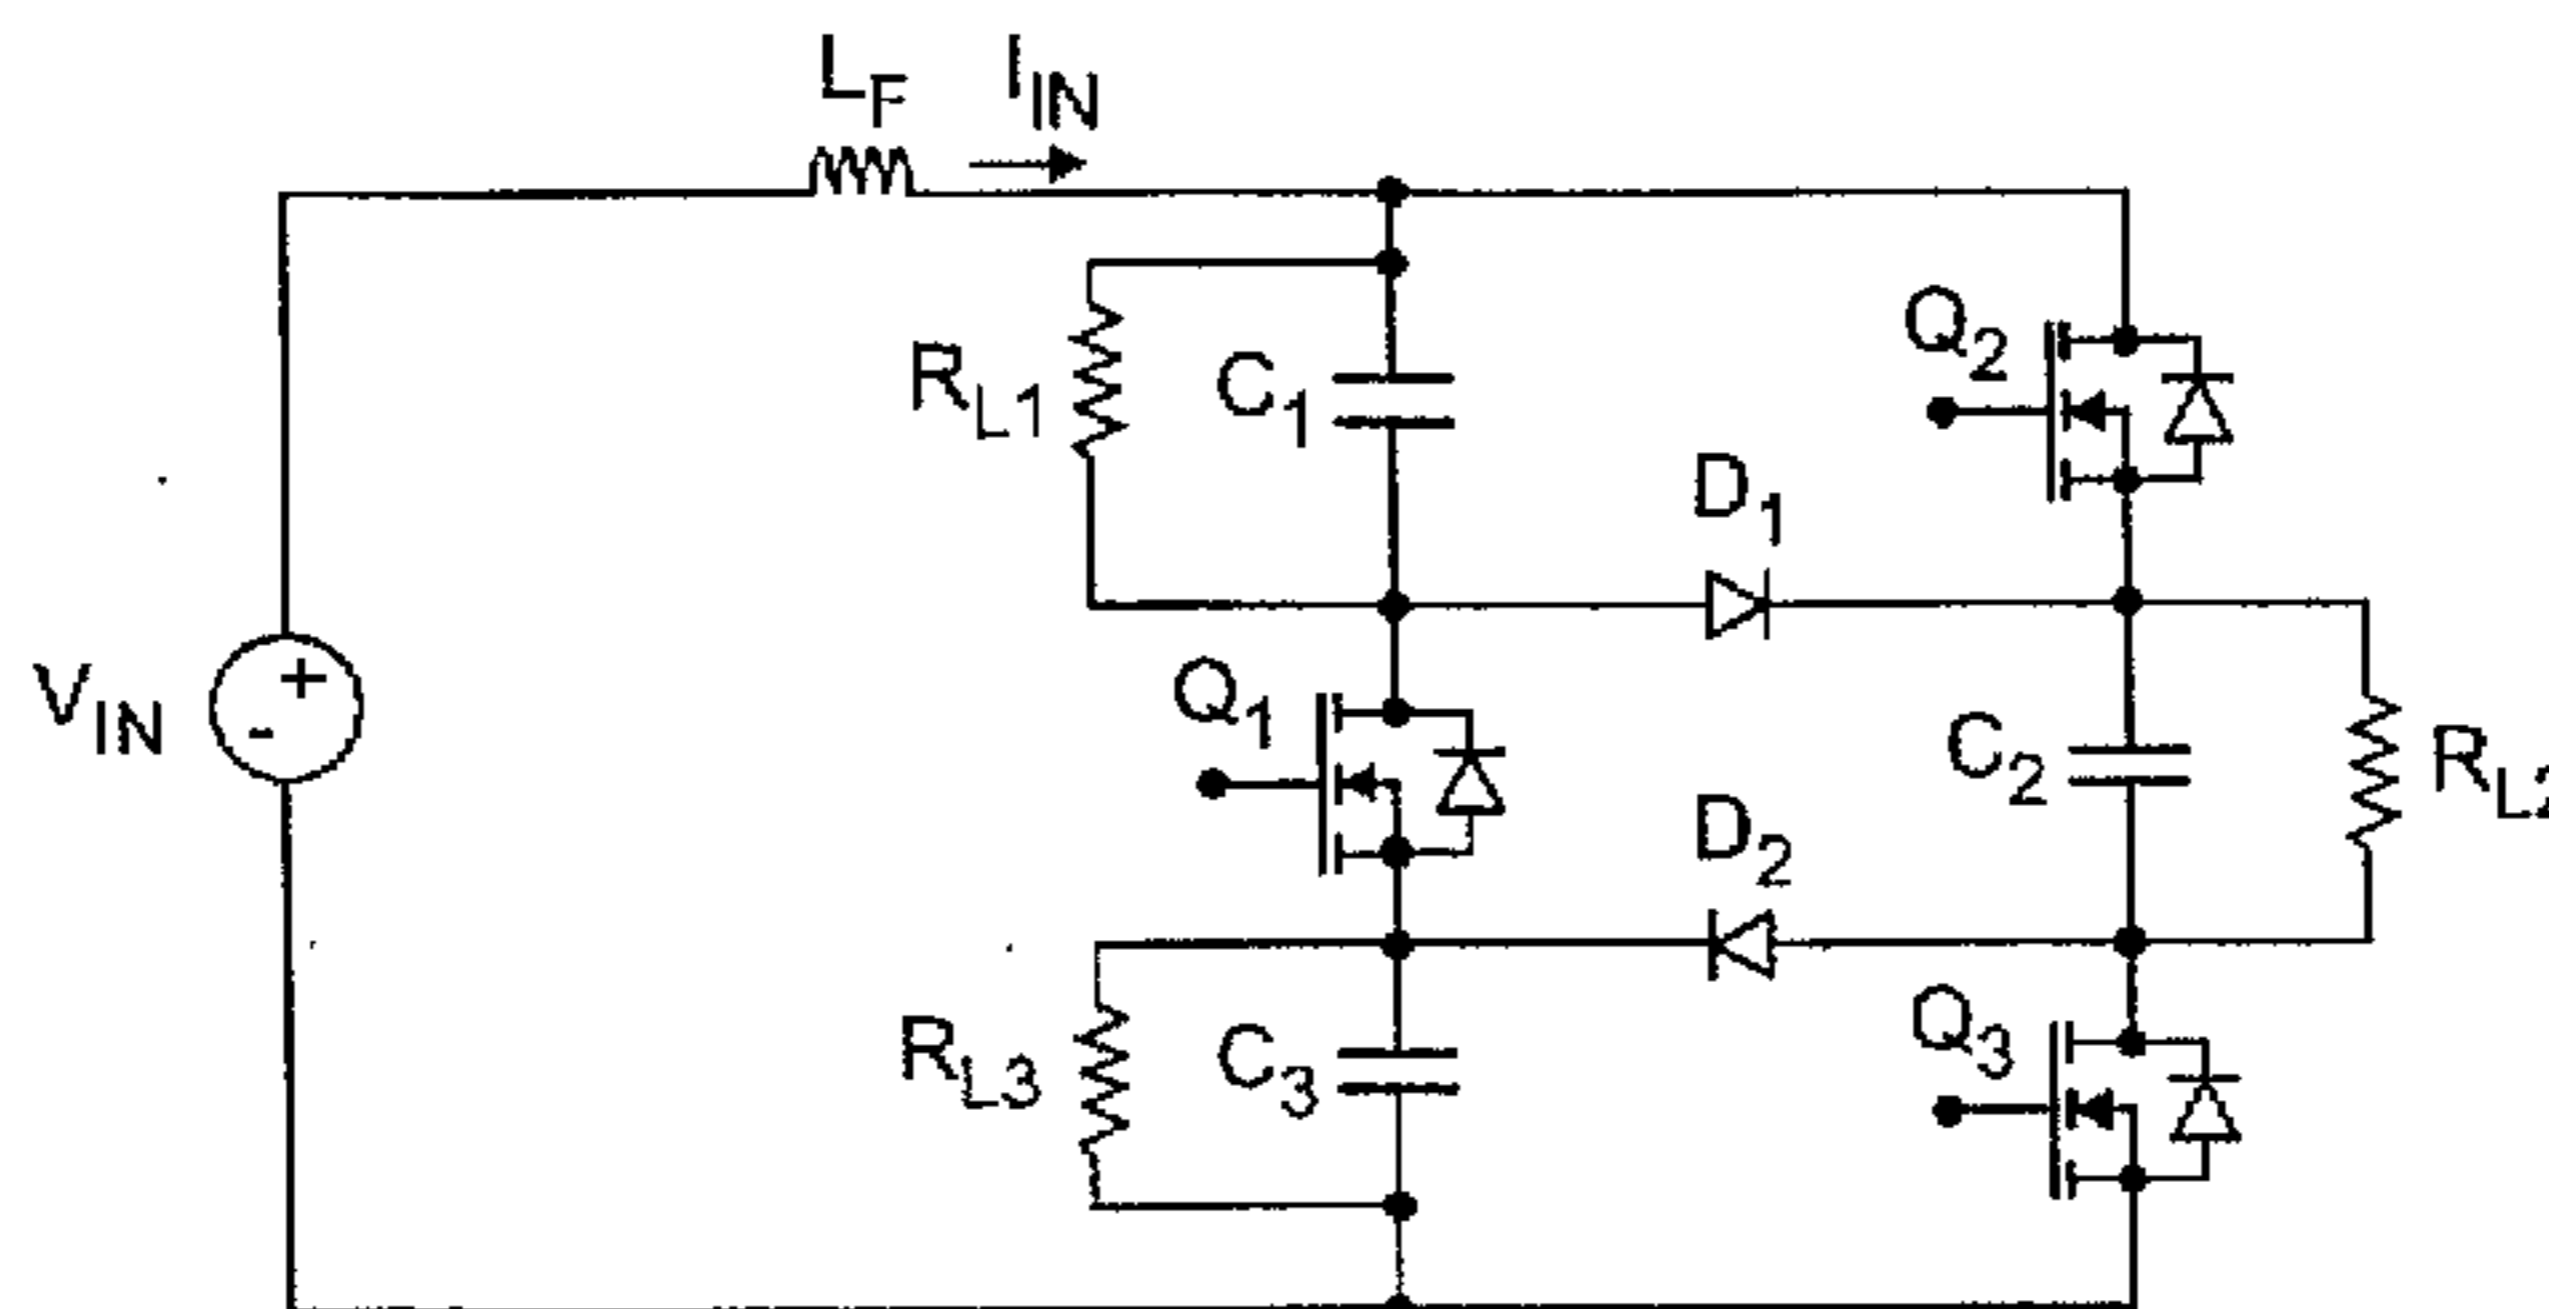 L_F
I_IN
R_L1
C_1
Q_2
D_1
V_IN
+
-
Q_1
C_2
R_L2
D_2
R_L3
C_3
Q_3